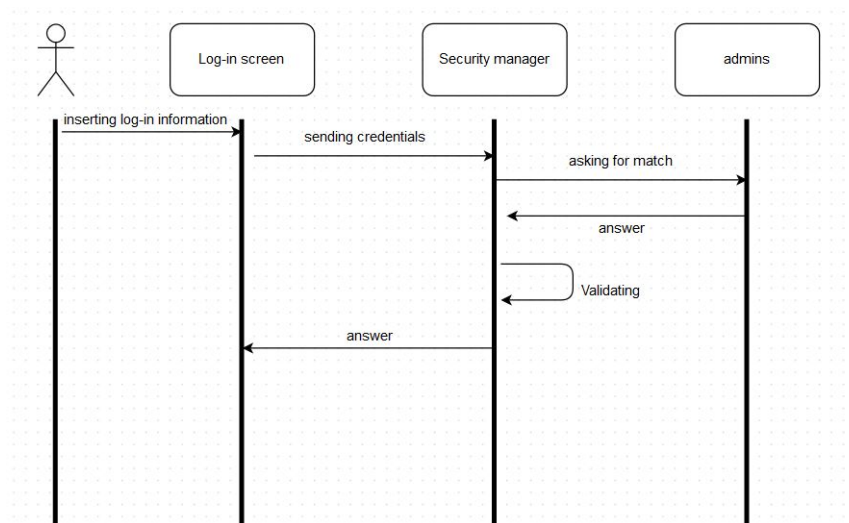 Log-in screen
Security manager
admins
inserting log-in information
sending credentials
asking for match
answer
Validating
answer